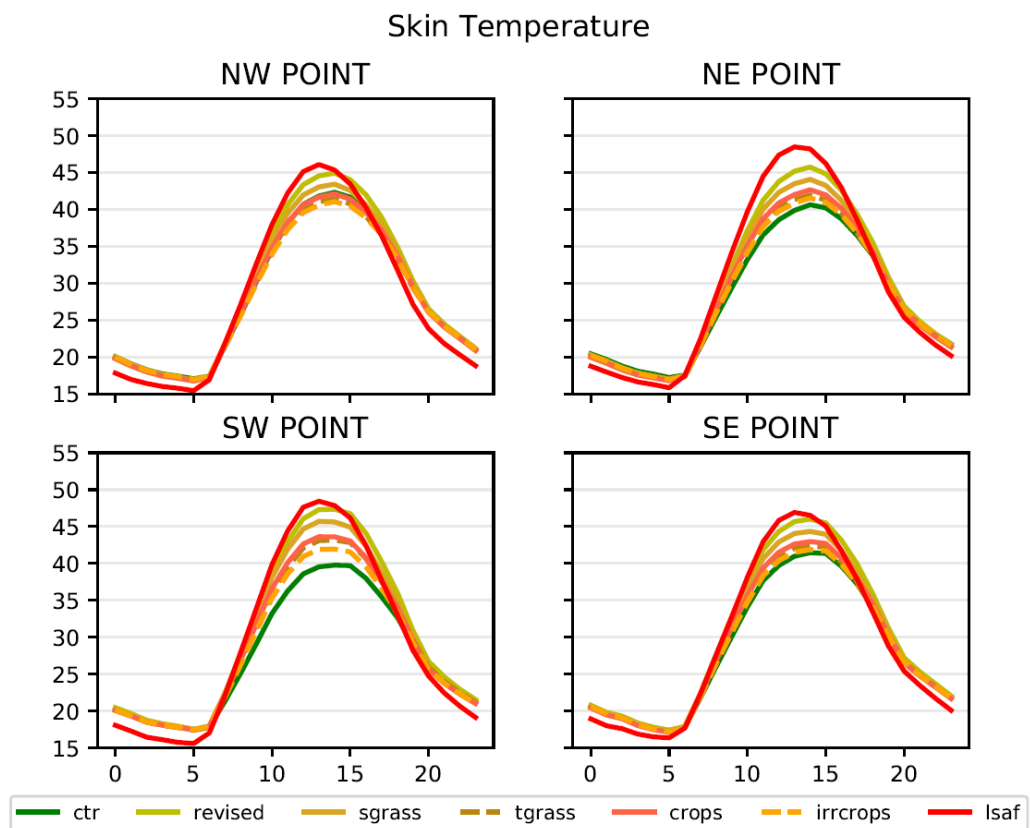 Skin Temperature
NW POINT
NE POINT
55
50
45
40
35
30
25
20
15
SW POINT
SE POINT
55
50
45
40
35
30
25
20
15
0 5 10 15 20
0 5 10 15 20
ctr revised sgrass tgrass crops irrcrops lsaf